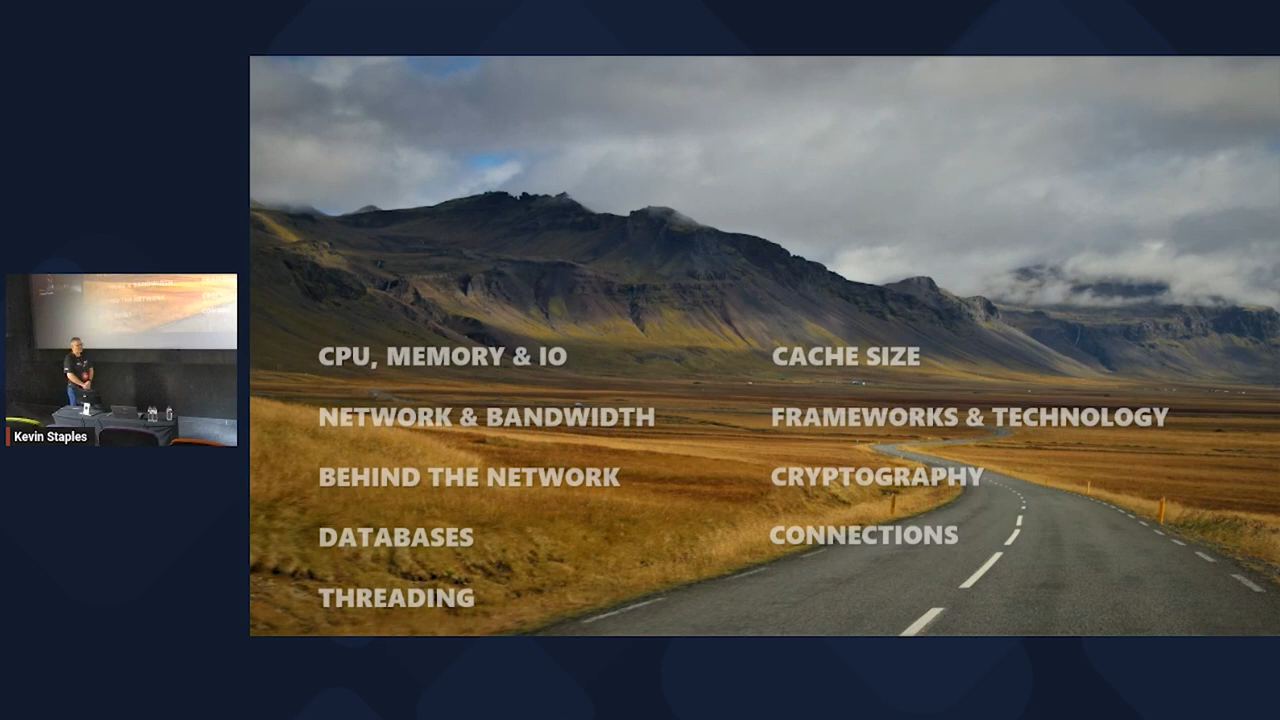 CPU, MEMORY & IO
NETWORK & BANDWIDTH
BEHIND THE NETWORK
DATABASES
THREADING
CACHE SIZE
FRAMEWORKS & TECHNOLOGY
CRYPTOGRAPHY
CONNECTIONS
Kevin Staples